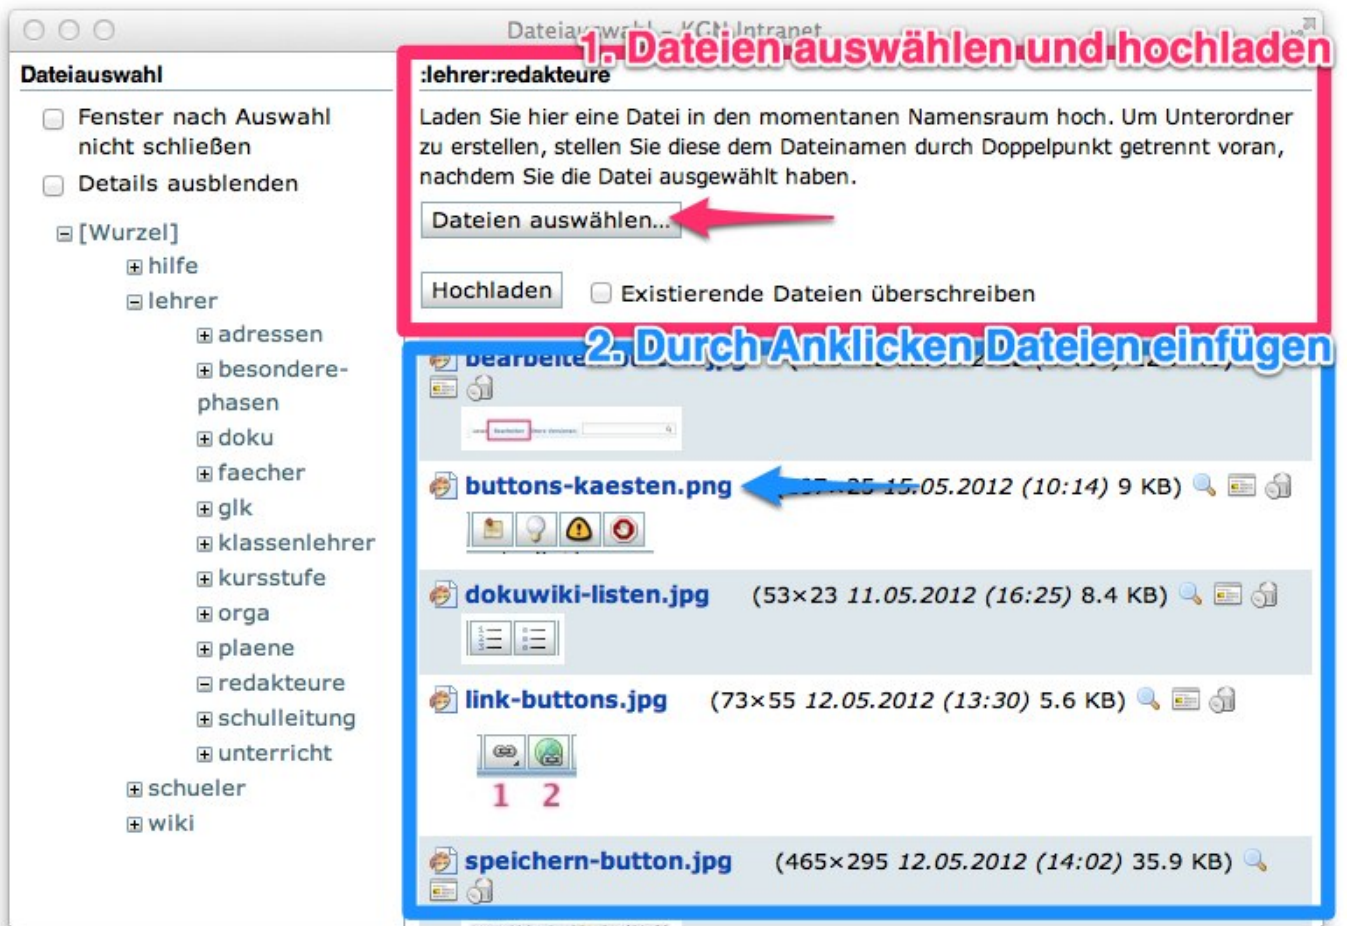 Dateiauswahl – KGN Intranet
1. Dateien auswählen und hochladen
Dateiauswahl
Fenster nach Auswahl
nicht schließen
Details ausblenden
[Wurzel]
hilfe
lehrer
adressen
besondere-
phasen
doku
faecher
glk
klassenlehrer
kursstufe
orga
plaene
redakteure
schulleitung
unterricht
schueler
wiki
:lehrer:redakteure
Laden Sie hier eine Datei in den momentanen Namensraum hoch. Um Unterordner
zu erstellen, stellen Sie diese dem Dateinamen durch Doppelpunkt getrennt voran,
nachdem Sie die Datei ausgewählt haben.
Dateien auswählen...
Hochladen Existierende Dateien überschreiben
2. Durch Anklicken Dateien einfügen
buttons-kaesten.png 15.05.2012 (10:14) 9 KB)
dokuwiki-listen.jpg (53×23 11.05.2012 (16:25) 8.4 KB)
link-buttons.jpg (73×55 12.05.2012 (13:30) 5.6 KB)
1 2
speichern-button.jpg (465×295 12.05.2012 (14:02) 35.9 KB)